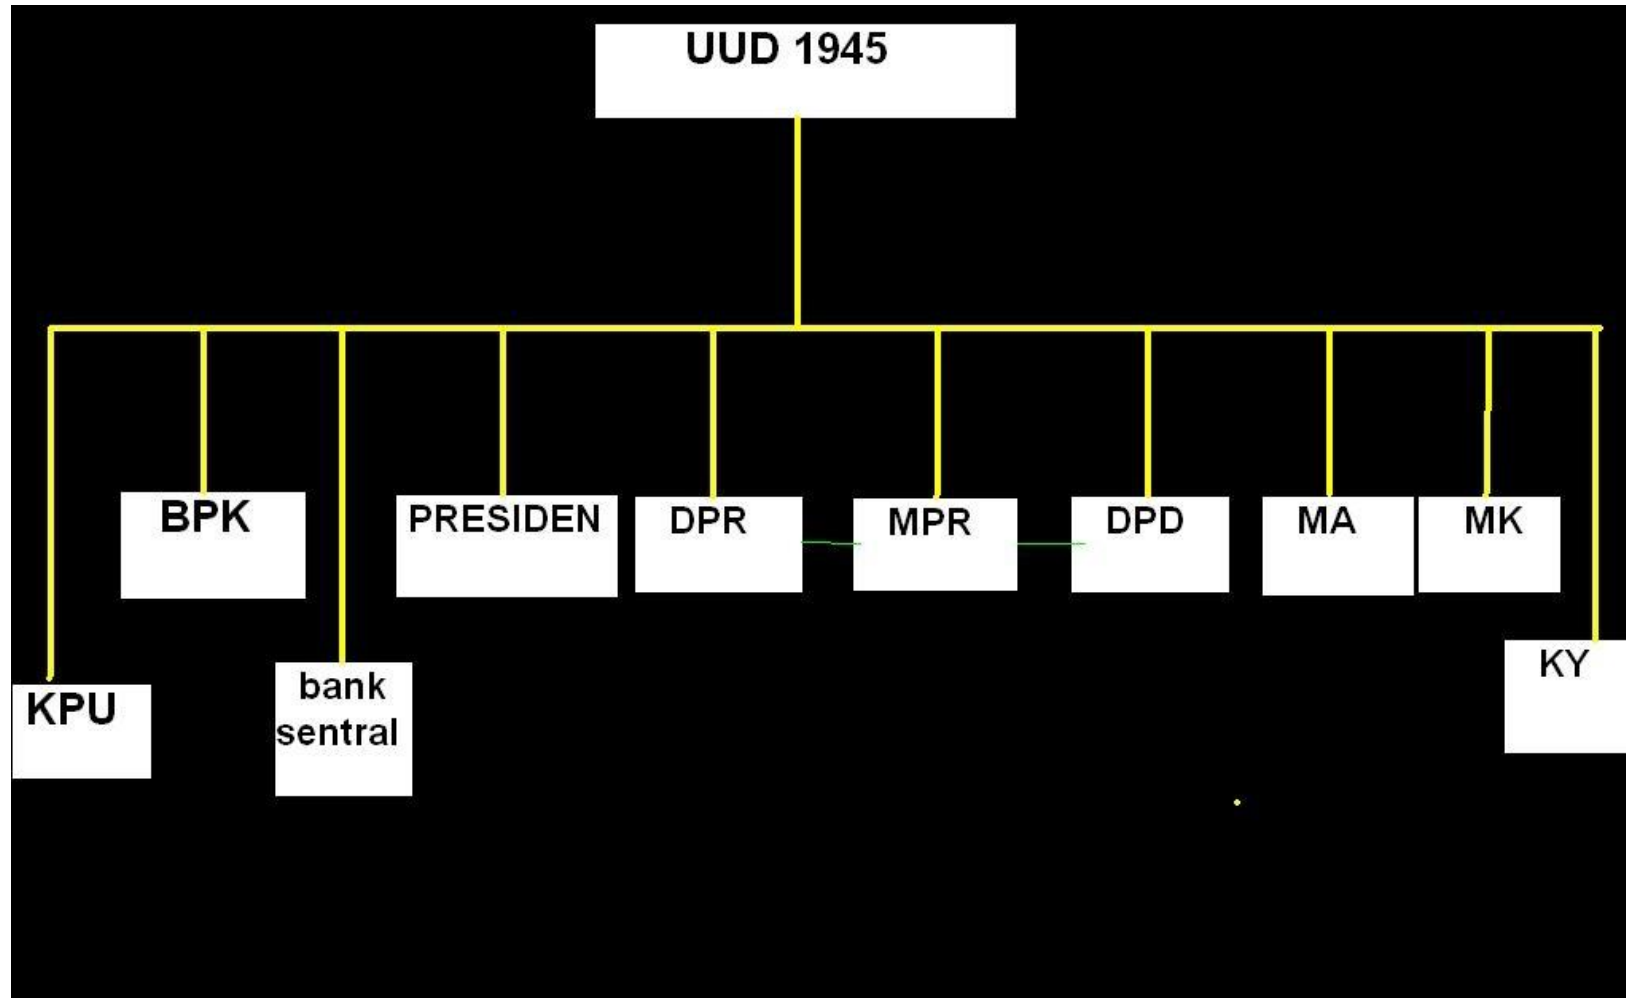 UUD 1945
BPK
PRESIDEN
DPR
MPR
DPD
MA
MK
KPU
bank
sentral
KY